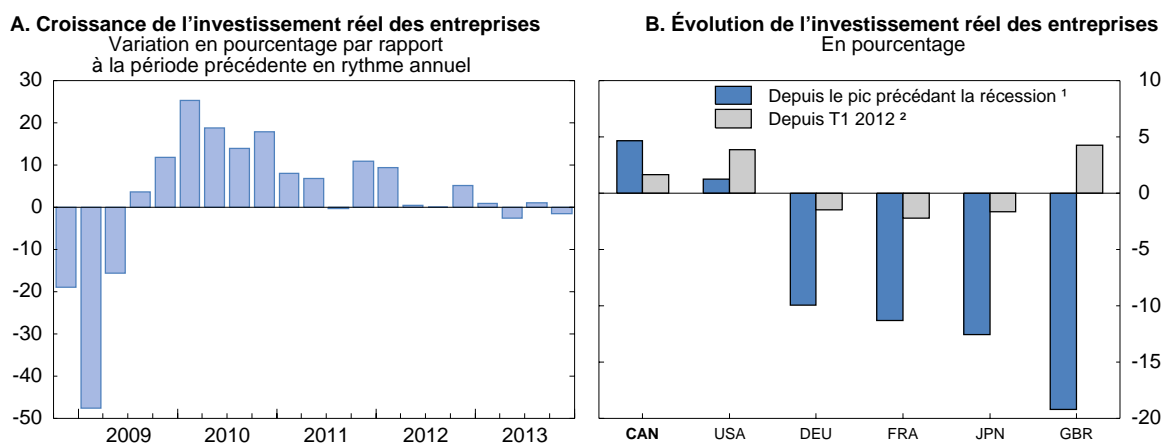 A. Croissance de l’investissement réel des entreprises
Variation en pourcentage par rapport
à la période précédente en rythme annuel
30
20
10
0
-10
-20
-30
-40
-50
2009 2010 2011 2012 2013
B. Évolution de l’investissement réel des entreprises
En pourcentage
Depuis le pic précédant la récession ¹
Depuis T1 2012 ²
10
5
0
-5
-10
-15
-20
CAN USA DEU FRA JPN GBR